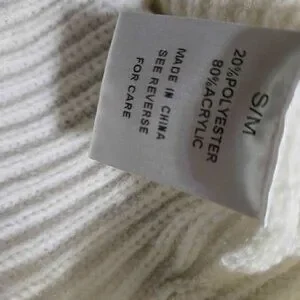 S/M
20%POLYESTER
80%ACRYLIC
MADE IN CHINA
SEE REVERSE
FOR CARE